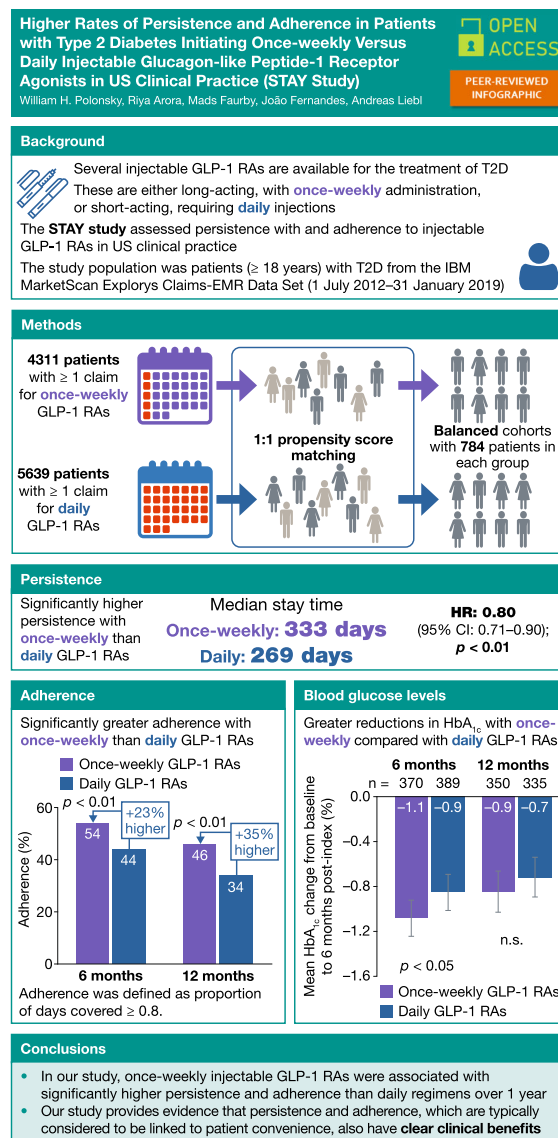 Higher Rates of Persistence and Adherence in Patients
with Type 2 Diabetes Initiating Once-weekly Versus
Daily Injectable Glucagon-like Peptide-1 Receptor
Agonists in US Clinical Practice (STAY Study)
William H. Polonsky, Riya Arora, Mads Faurby, João Fernandes, Andreas Liebl
OPEN
ACCESS
PEER-REVIEWED
INFOGRAPHIC
Background
Several injectable GLP-1 RAs are available for the treatment of T2D
These are either long-acting, with once-weekly administration,
or short-acting, requiring daily injections
The STAY study assessed persistence with and adherence to injectable
GLP-1 RAs in US clinical practice
The study population was patients (≥ 18 years) with T2D from the IBM
MarketScan Explorys Claims-EMR Data Set (1 July 2012–31 January 2019)
Methods
4311 patients
with ≥ 1 claim
for once-weekly
GLP-1 RAs
5639 patients
with ≥ 1 claim
for daily
GLP-1 RAs
1:1 propensity score
matching
Balanced cohorts
with 784 patients in
each group
Persistence
Significantly higher
persistence with
once-weekly than
daily GLP-1 RAs
Median stay time
Once-weekly: 333 days
Daily: 269 days
HR: 0.80
(95% CI: 0.71–0.90);
p < 0.01
Adherence
Significantly greater adherence with
once-weekly than daily GLP-1 RAs
Once-weekly GLP-1 RAs
Daily GLP-1 RAs
Adherence (%)
60
40
20
0
p < 0.01
54
+23%
higher
44
p < 0.01
46
+35%
higher
34
6 months
12 months
Adherence was defined as proportion
of days covered ≥ 0.8.
Blood glucose levels
Greater reductions in HbA1c with once-
weekly compared with daily GLP-1 RAs
6 months 12 months
n = 370 389 350 335
Mean HbA1c change from baseline
to 6 months post-index (%)
0.0
−0.4
−0.8
−1.2
−1.6
−1.1
−0.9
−0.9
−0.7
p < 0.05
n.s.
Once-weekly GLP-1 RAs
Daily GLP-1 RAs
Conclusions
• In our study, once-weekly injectable GLP-1 RAs were associated with
significantly higher persistence and adherence than daily regimens over 1 year
• Our study provides evidence that persistence and adherence, which are typically
considered to be linked to patient convenience, also have clear clinical benefits